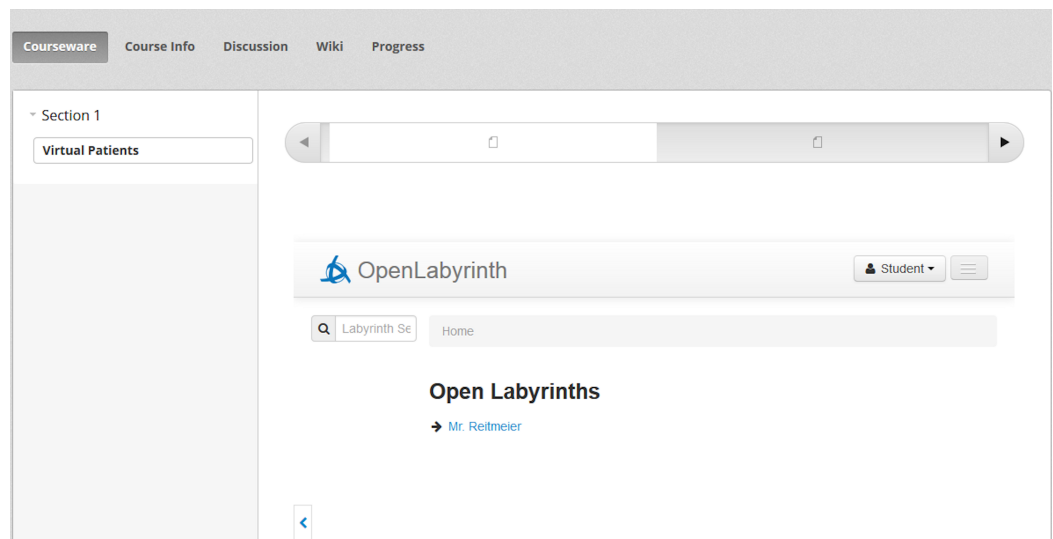 Courseware Course Info Discussion Wiki Progress
Section 1
Virtual Patients
OpenLabyrinth
Student
Labyrinth Se
Home
Open Labyrinths
Mr. Reitmeier